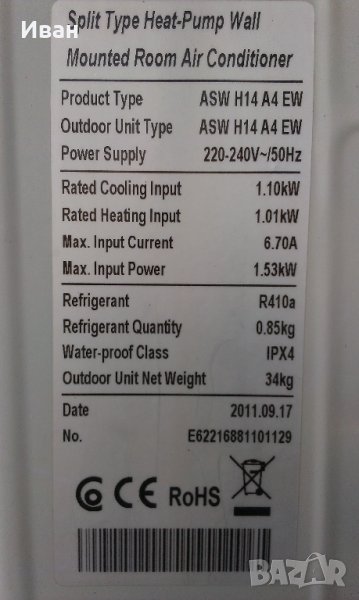 Иван
Split Type Heat-Pump Wall
Mounted Room Air Conditioner
Product Type ASW H14 A4 EW
Outdoor Unit Type ASW H14 A4 EW
Power Supply 220-240V~/50Hz
Rated Cooling Input 1.10kW
Rated Heating Input 1.01kW
Max. Input Current 6.70A
Max. Input Power 1.53kW
Refrigerant R410a
Refrigerant Quantity 0.85kg
Water-proof Class IPX4
Outdoor Unit Net Weight 34kg
Date 2011.09.17
No. E62216881101129
CE RoHS
BAZAR